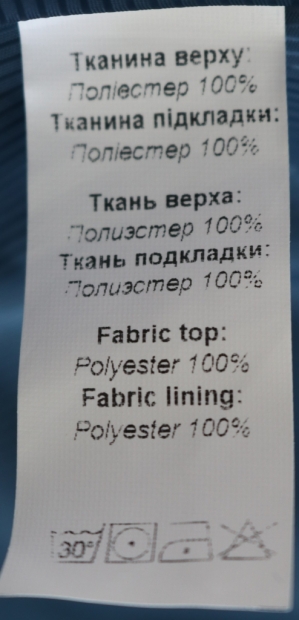 Тканина верху:
Поліестер 100%
Тканина підкладки:
Поліестер 100%
Ткань верха:
Полиэстер 100%
Ткань подкладки:
Полиэстер 100%
Fabric top:
Polyester 100%
Fabric lining:
Polyester 100%
30°